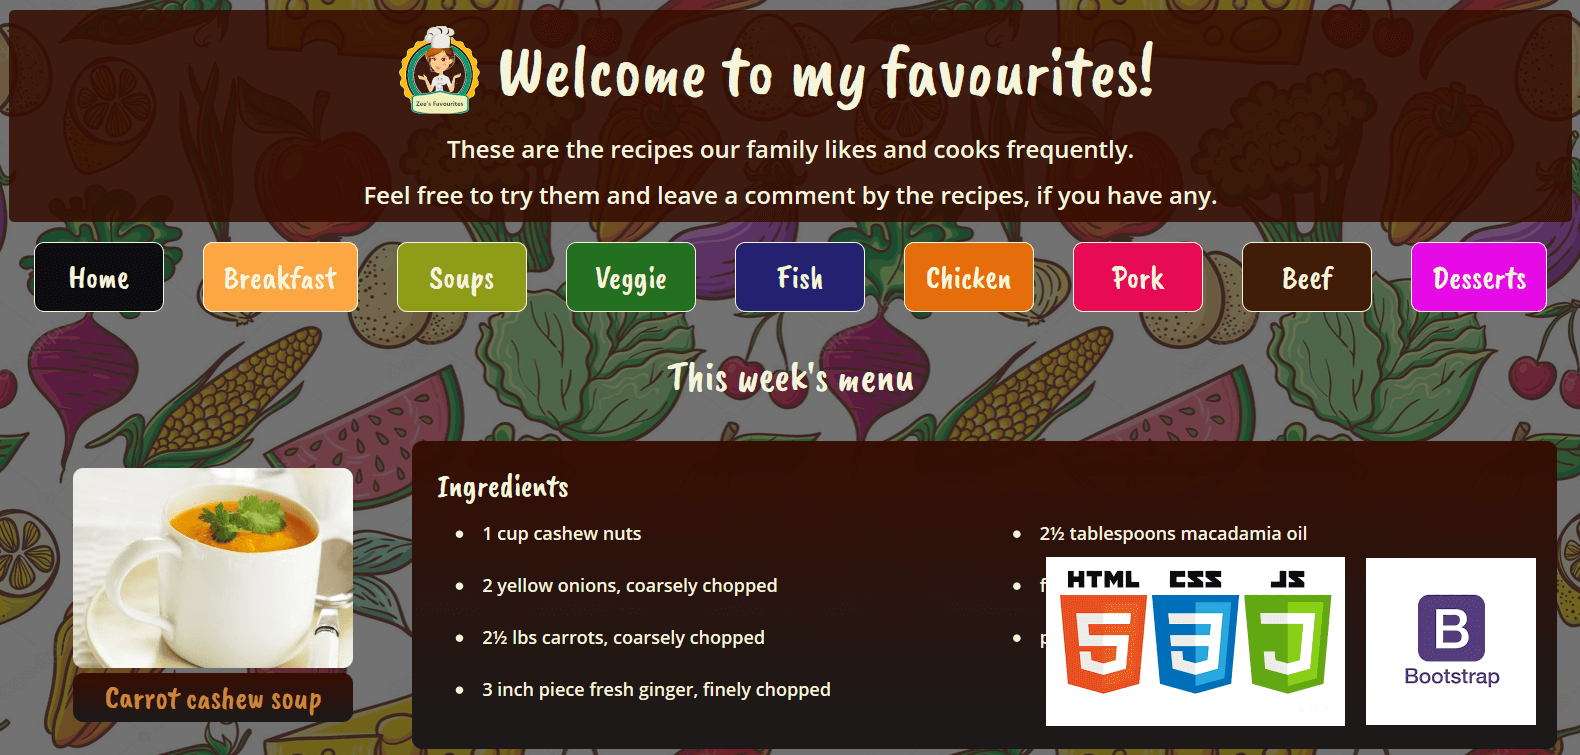 Welcome to my favourites!
Zee's Favourites
These are the recipes our family likes and cooks frequently.
Feel free to try them and leave a comment by the recipes, if you have any.
Home Breakfast Soups Veggie Fish Chicken Pork Beef Desserts
This week's menu
Ingredients
1 cup cashew nuts
2 yellow onions, coarsely chopped
2½ lbs carrots, coarsely chopped
3 inch piece fresh ginger, finely chopped
2½ tablespoons macadamia oil
HTML CSS JS
B
Bootstrap
Carrot cashew soup